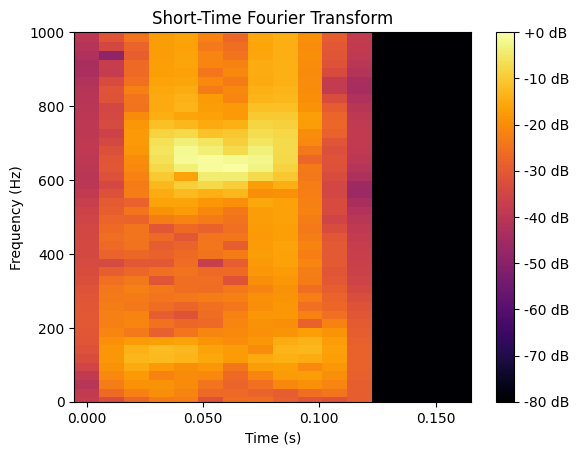 Short-Time Fourier Transform
1000
800
600
400
200
0
Frequency (Hz)
0.000
0.050
0.100
0.150
Time (s)
+0 dB
-10 dB
-20 dB
-30 dB
-40 dB
-50 dB
-60 dB
-70 dB
-80 dB